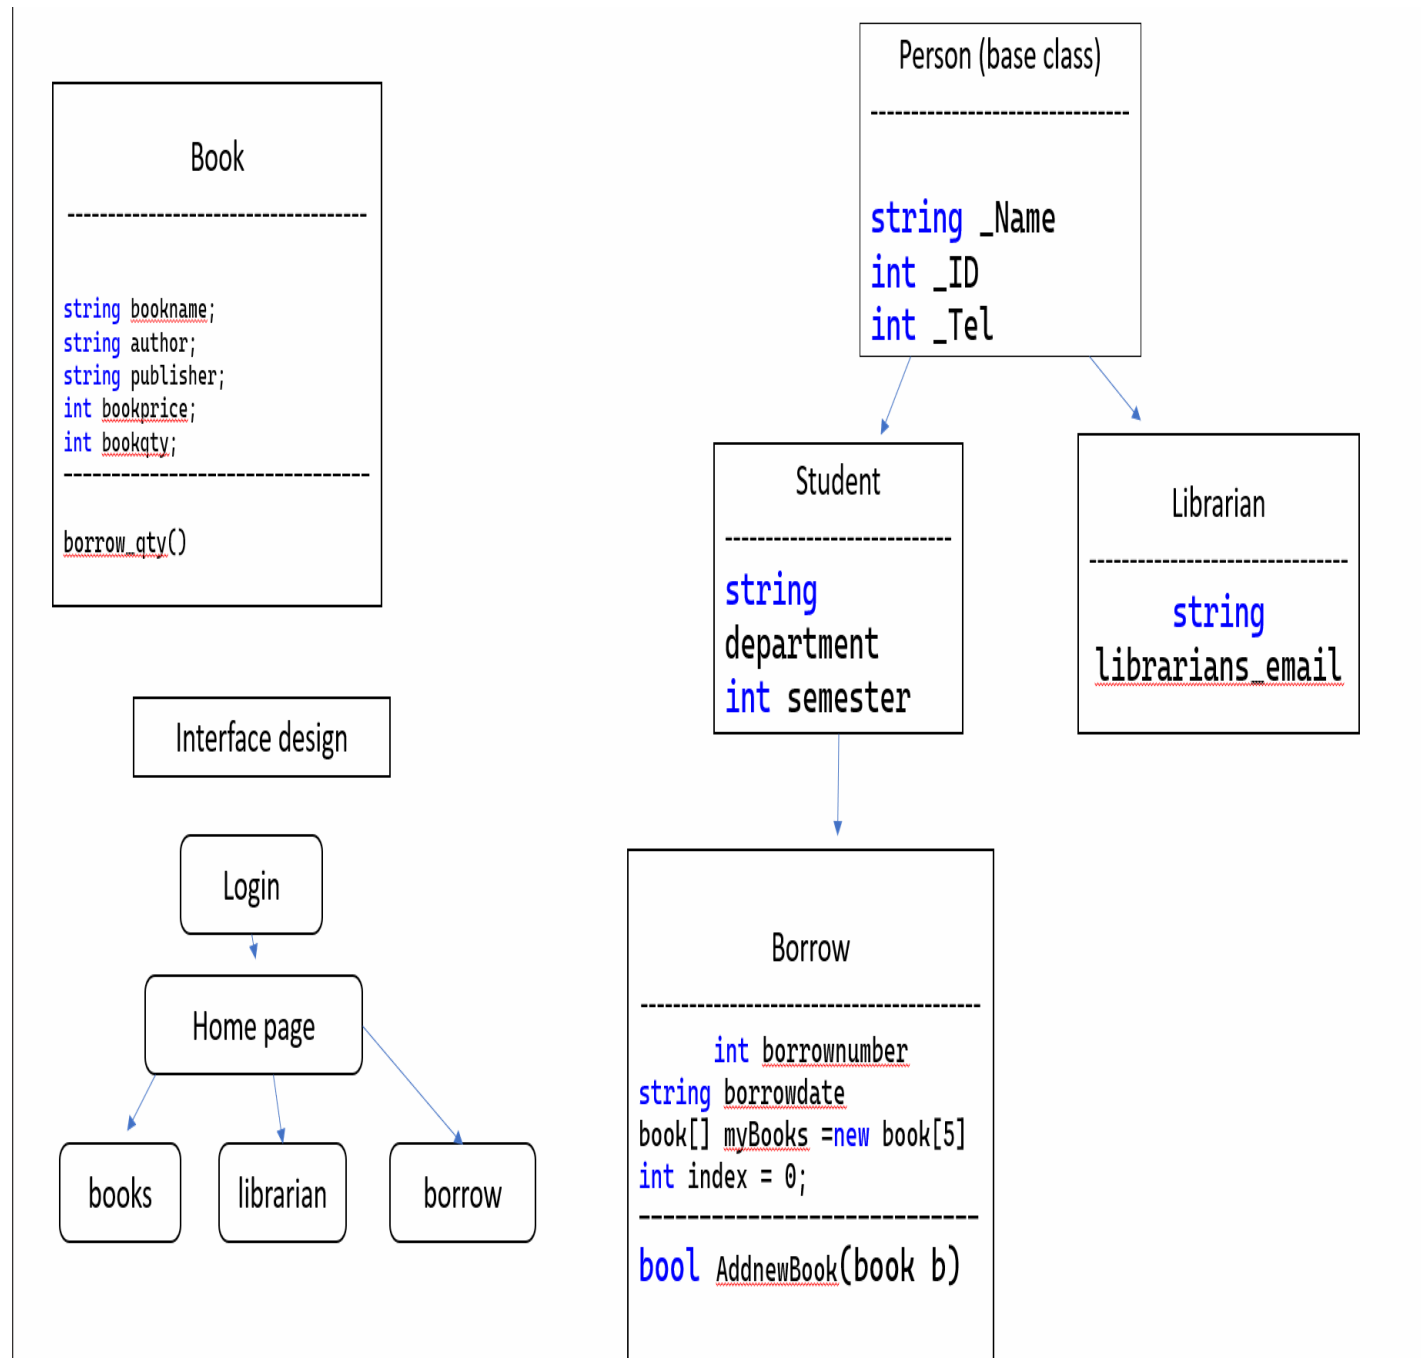 Book
-------------------------------------
string bookname;
string author;
string publisher;
int bookprice;
int bookqty;
--------------------------------
borrow_qty()
Person (base class)
--------------------------------
string _Name
int _ID
int _Tel
Student
----------------------------
string
department
int semester
Librarian
--------------------------------
string
librarians_email
Interface design
Login
Home page
books
librarian
borrow
Borrow
------------------------------------------
int borrownumber
string borrowdate
book[] myBooks =new book[5]
int index = 0;
----------------------------
bool AddnewBook(book b)